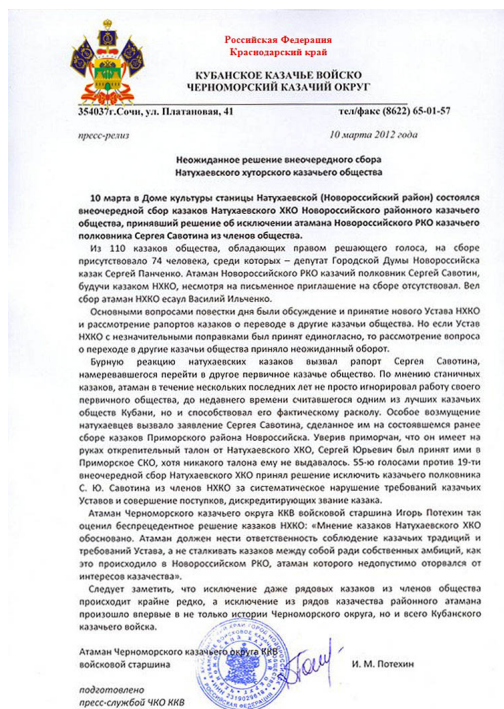 Российская Федерация
Краснодарский край
КУБАНСКОЕ КАЗАЧЬЕ ВОЙСКО
ЧЕРНОМОРСКИЙ КАЗАЧИЙ ОКРУГ
354037г.Сочи, ул. Платановая, 41 тел/факс (8622) 65-01-57
пресс-релиз 10 марта 2012 года
Неожиданное решение внеочередного сбора
Натухаевского хуторского казачьего общества
10 марта в Доме культуры станицы Натухаевской (Новороссийский район) состоялся
внеочередной сбор казаков Натухаевского ХКО Новороссийского районного казачьего
общества, принявший решение об исключении атамана Новороссийского РКО казачьего
полковника Сергея Савотина из членов общества.
Из 110 казаков общества, обладающих правом решающего голоса, на сборе
присутствовало 74 человека, среди которых – депутат Городской Думы Новороссийска
казак Сергей Панченко. Атаман Новороссийского РКО казачий полковник Сергей Савотин,
будучи казаком НХКО, несмотря на письменное приглашение на сборе отсутствовал. Вел
сбор атаман НХКО есаул Василий Ильченко.
Основными вопросами повестки дня были обсуждение и принятие нового Устава НХКО
и рассмотрение рапортов казаков о переводе в другие казачьи общества. Но если Устав
НХКО с незначительными поправками был принят единогласно, то рассмотрение вопроса
о переходе в другие казачьи общества приняло неожиданный оборот.
Бурную реакцию натухаевских казаков вызвал рапорт Сергея Савотина,
намеревавшегося перейти в другое первичное казачье общество. По мнению станичных
казаков, атаман в течение нескольких последних лет не просто игнорировал работу своего
первичного общества, до недавнего времени считавшегося одним из лучших казачьих
обществ Кубани, но и способствовал его фактическому расколу. Особое возмущение
натухаевцев вызвало заявление Сергея Савотина, сделанное им на состоявшемся ранее
сборе казаков Приморского района Новроссийска. Уверив приморчан, что он имеет на
руках открепительный талон от Натухаевского ХКО, Сергей Юрьевич был принят ими в
Приморское СКО, хотя никакого талона ему не выдавалось. 55-ю голосами против 19-ти
внеочередной сбор Натухаевского ХКО принял решение исключить казачьего полковника
С. Ю. Савотина из членов НХКО за систематическое нарушение требований казачьих
Уставов и совершение поступков, дискредитирующих звание казака.
Атаман Черноморского казачьего округа ККВ войсковой старшина Игорь Потехин так
оценил беспрецедентное решение казаков НХКО: «Мнение казаков Натухаевского ХКО
обосновано. Атаман должен нести ответственность соблюдение казачьих традиций и
требований Устава, а не сталкивать казаков между собой ради собственных амбиций, как
это происходило в Новороссийском РКО, атаман которого недопустимо оторвался от
интересов казачества».
Следует заметить, что исключение даже рядовых казаков из членов общества
происходит крайне редко, а исключение из рядов казачества районного атамана
произошло впервые в не только истории Черноморского округа, но и всего Кубанского
казачьего войска.
Атаман Черноморского казачьего округа ККВ
войсковой старшина И. М. Потехин
подготовлено
пресс-службой ЧКО ККВ